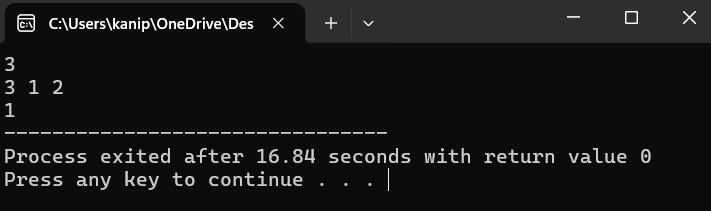 C:\Users\kanip\OneDrive\Des
3
3 1 2
1
--------------------------------
Process exited after 16.84 seconds with return value 0
Press any key to continue . . .